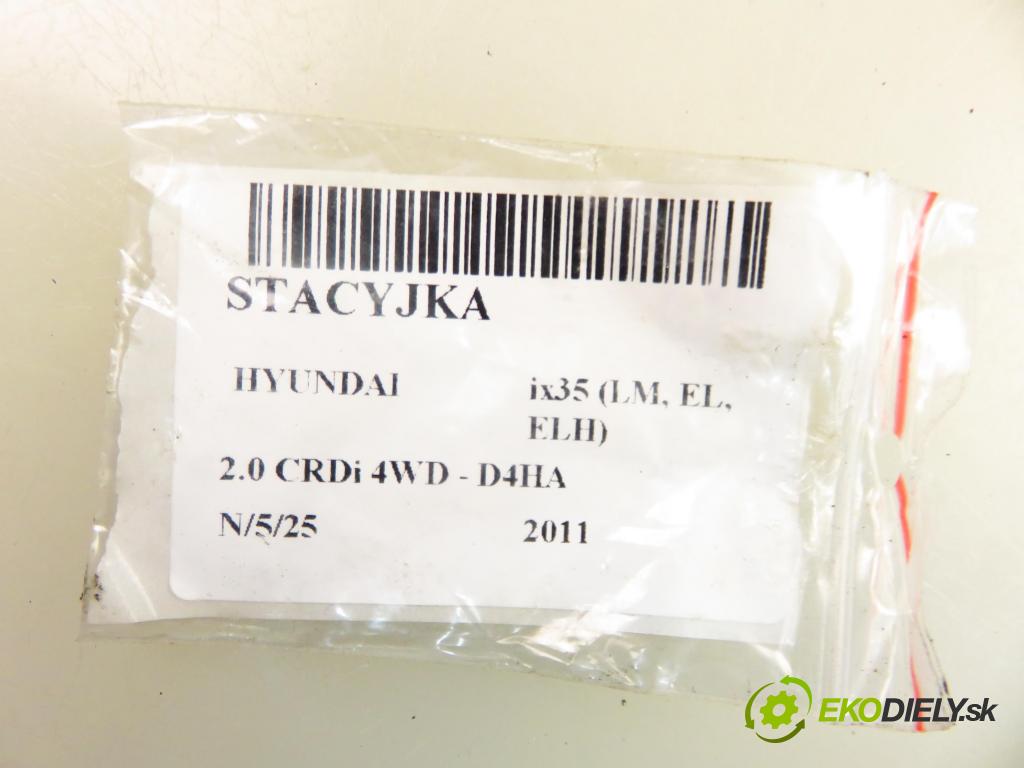 STACYJKA
HYUNDAI ix35 (LM, EL,
ELH)
2.0 CRDi 4WD - D4HA
N/5/25 2011
EKODIELY.sk